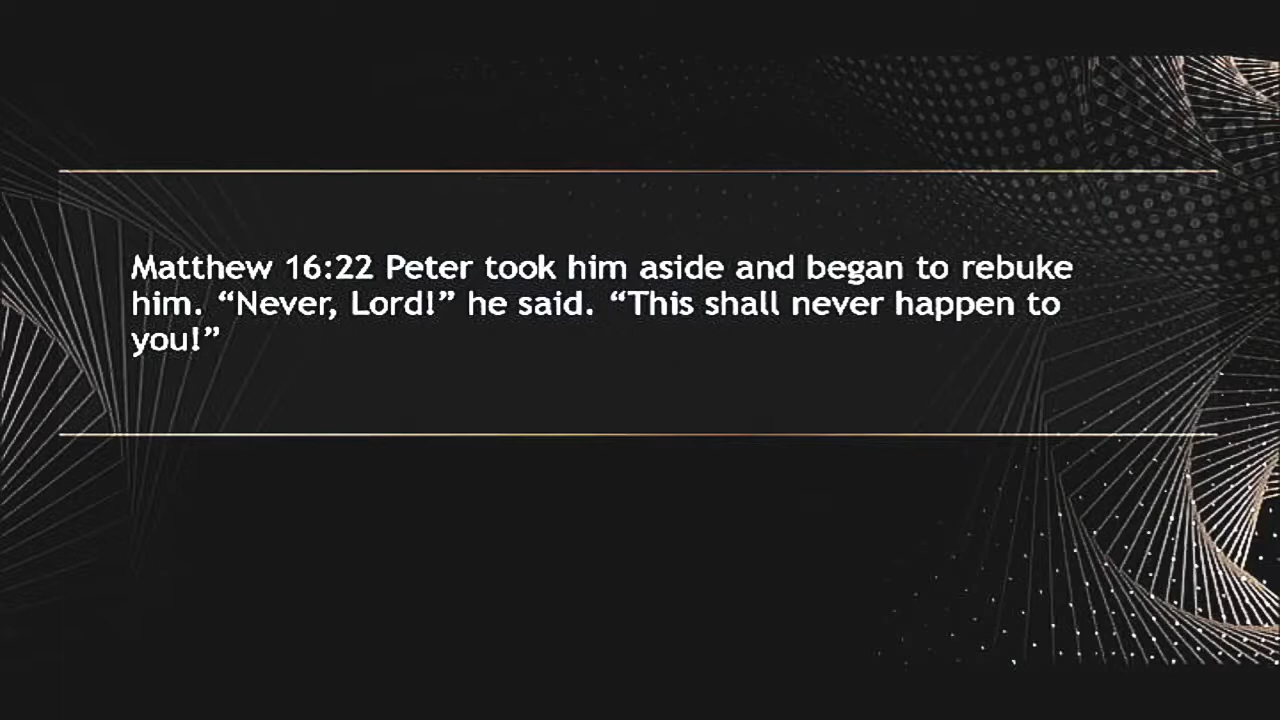 Matthew 16:22 Peter took him aside and began to rebuke
him. “Never, Lord!” he said. “This shall never happen to
you!”